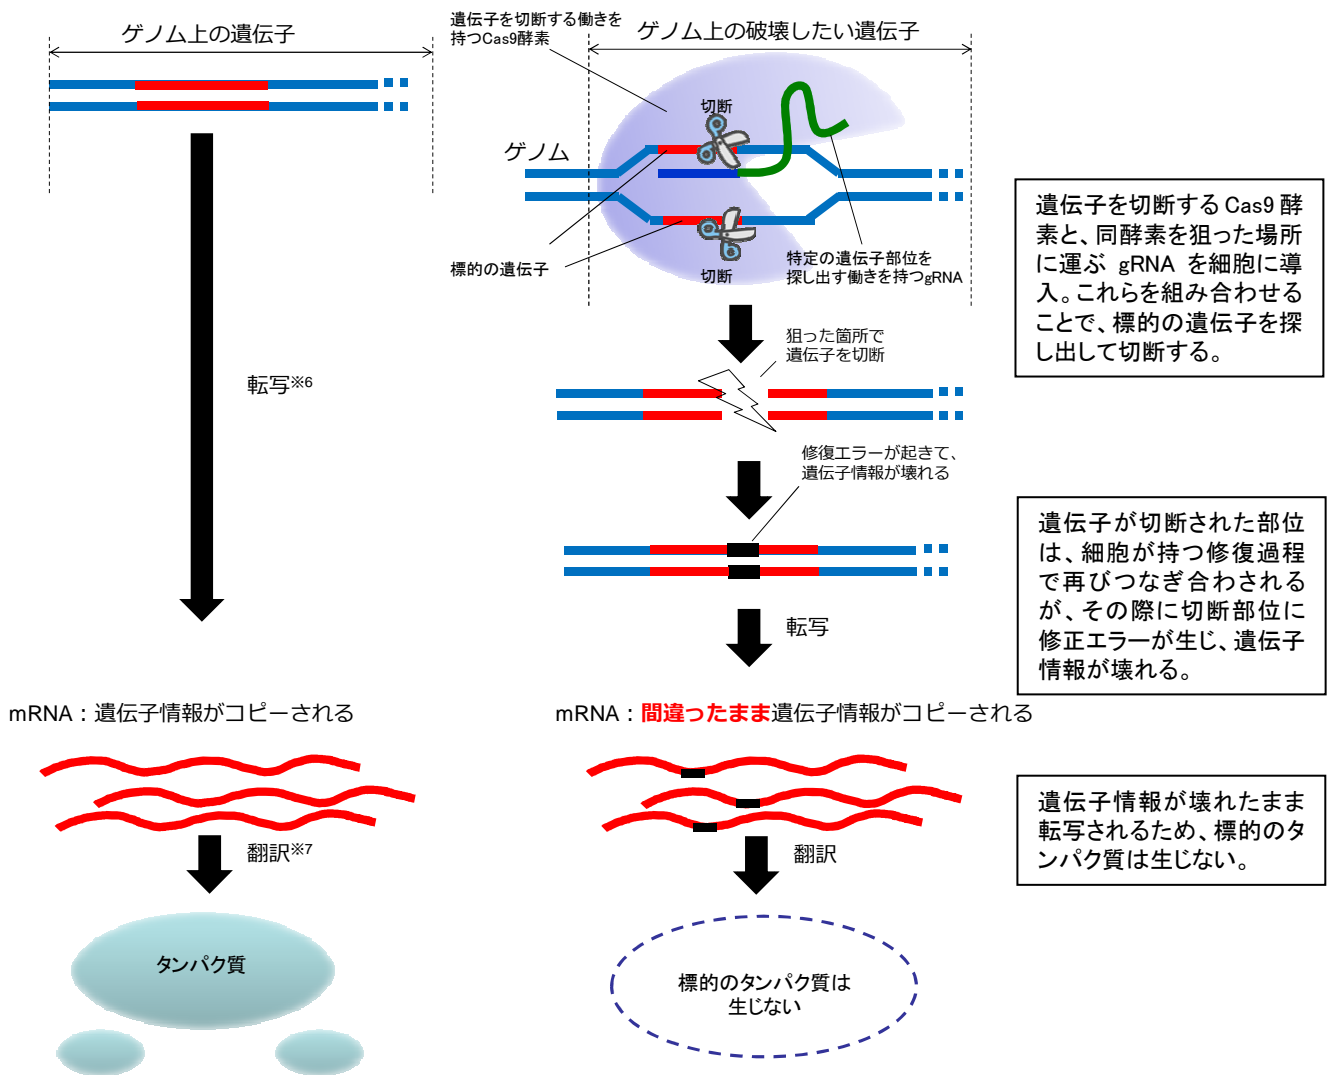 ゲノム上の遺伝子
転写※6
mRNA：遺伝子情報がコピーされる
翻訳※7
タンパク質
遺伝子を切断する働きを
持つCas9酵素
ゲノム上の破壊したい遺伝子
切断
ゲノム
標的の遺伝子
切断
特定の遺伝子部位を
探し出す働きを持つgRNA
狙った箇所で
遺伝子を切断
修復エラーが起きて、
遺伝子情報が壊れる
転写
mRNA：間違ったまま遺伝子情報がコピーされる
翻訳
標的のタンパク質は
生じない
遺伝子を切断する Cas9 酵
素と、同酵素を狙った場所
に運ぶ gRNA を細胞に導
入。これらを組み合わせる
ことで、標的の遺伝子を探
し出して切断する。
遺伝子が切断された部位
は、細胞が持つ修復過程
で再びつなぎ合わされる
が、その際に切断部位に
修正エラーが生じ、遺伝子
情報が壊れる。
遺伝子情報が壊れたまま
転写されるため、標的のタ
ンパク質は生じない。